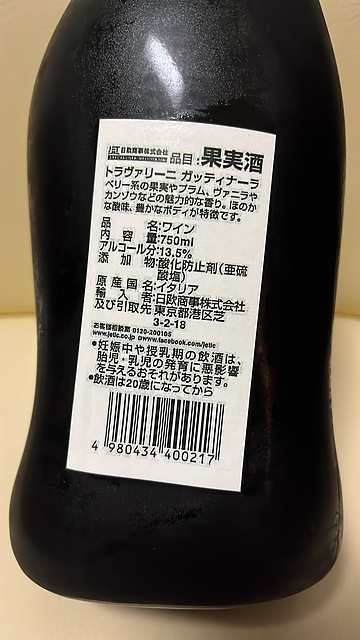 JET 日欧商事株式会社 品目：果実酒
トラヴァリーニ ガッティナーラ
ベリー系の果実やプラム、ヴァニラや
カンゾウなどの魅力的な香り。ほのか
な酸味、豊かなボディが特徴です。
品 名：ワイン
内 容 量：750ml
アルコール分：13.5%
添 加 物：酸化防止剤（亜硫
酸塩）
原 産 国 名：イタリア
輸 入 者：日欧商事株式会社
及び引取先 東京都港区芝
3-2-18
お客様相談室 0120-200105
www.jetlc.co.jp www.facebook.com/jetlc
•妊娠中や授乳期の飲酒は、
胎児・乳児の発育に悪影響
を与えるおそれがあります。
•飲酒は20歳になってから
4 980434 400217